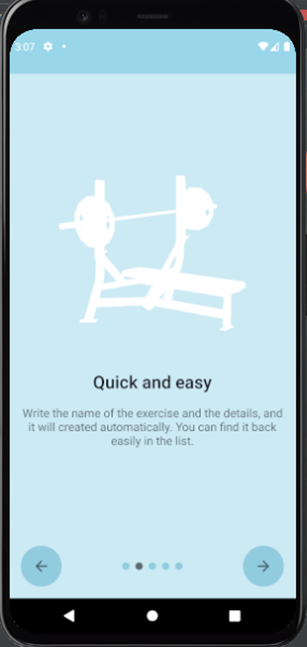 3:07
Quick and easy
Write the name of the exercise and the details, and
it will created automatically. You can find it back
easily in the list.